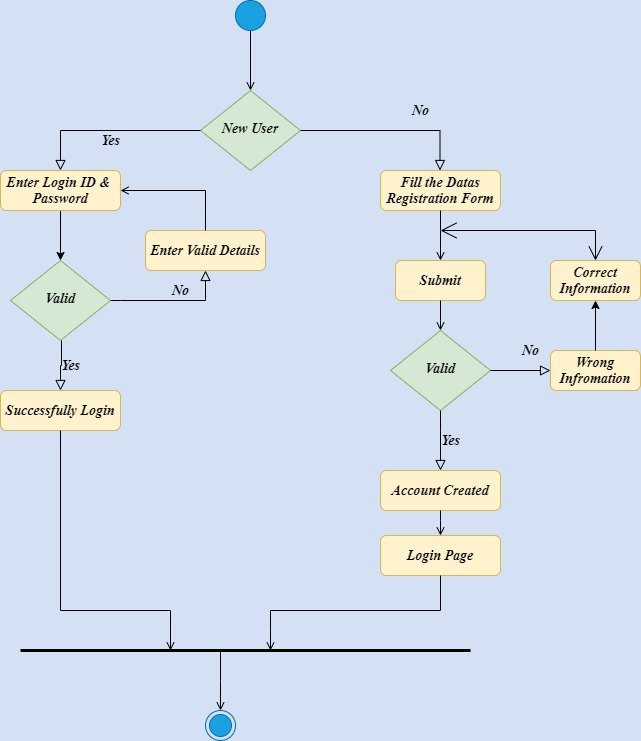 New User
Yes
No
Enter Login ID &
Password
Fill the Datas
Registration Form
Enter Valid Details
Valid
No
Yes
Successfully Login
Submit
Correct
Information
Valid
No
Wrong
Infromation
Yes
Account Created
Login Page